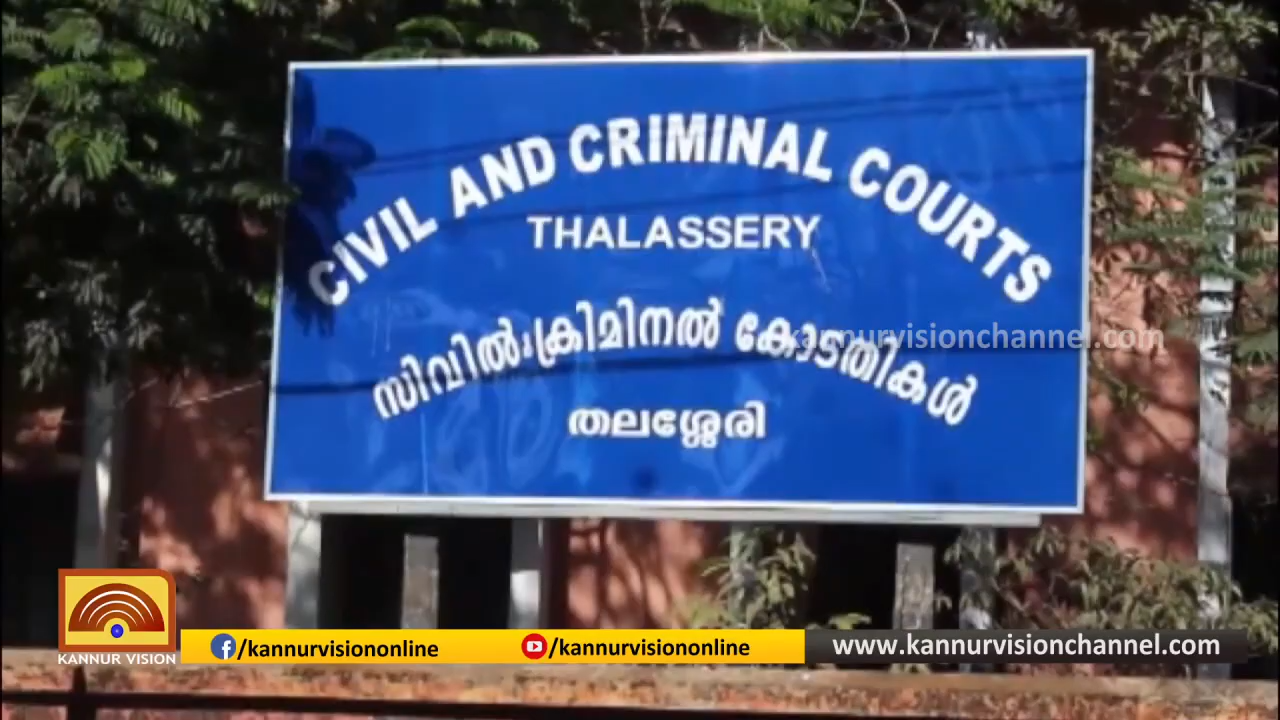 CIVIL AND CRIMINAL COURTS
THALASSERY
സിവിൽ&ക്രിമിനൽ കോടതികൾ
തലശ്ശേരി
kannurvisionchannel.com
KANNUR VISION
/kannurvisiononline
/kannurvisiononline
www.kannurvisionchannel.com